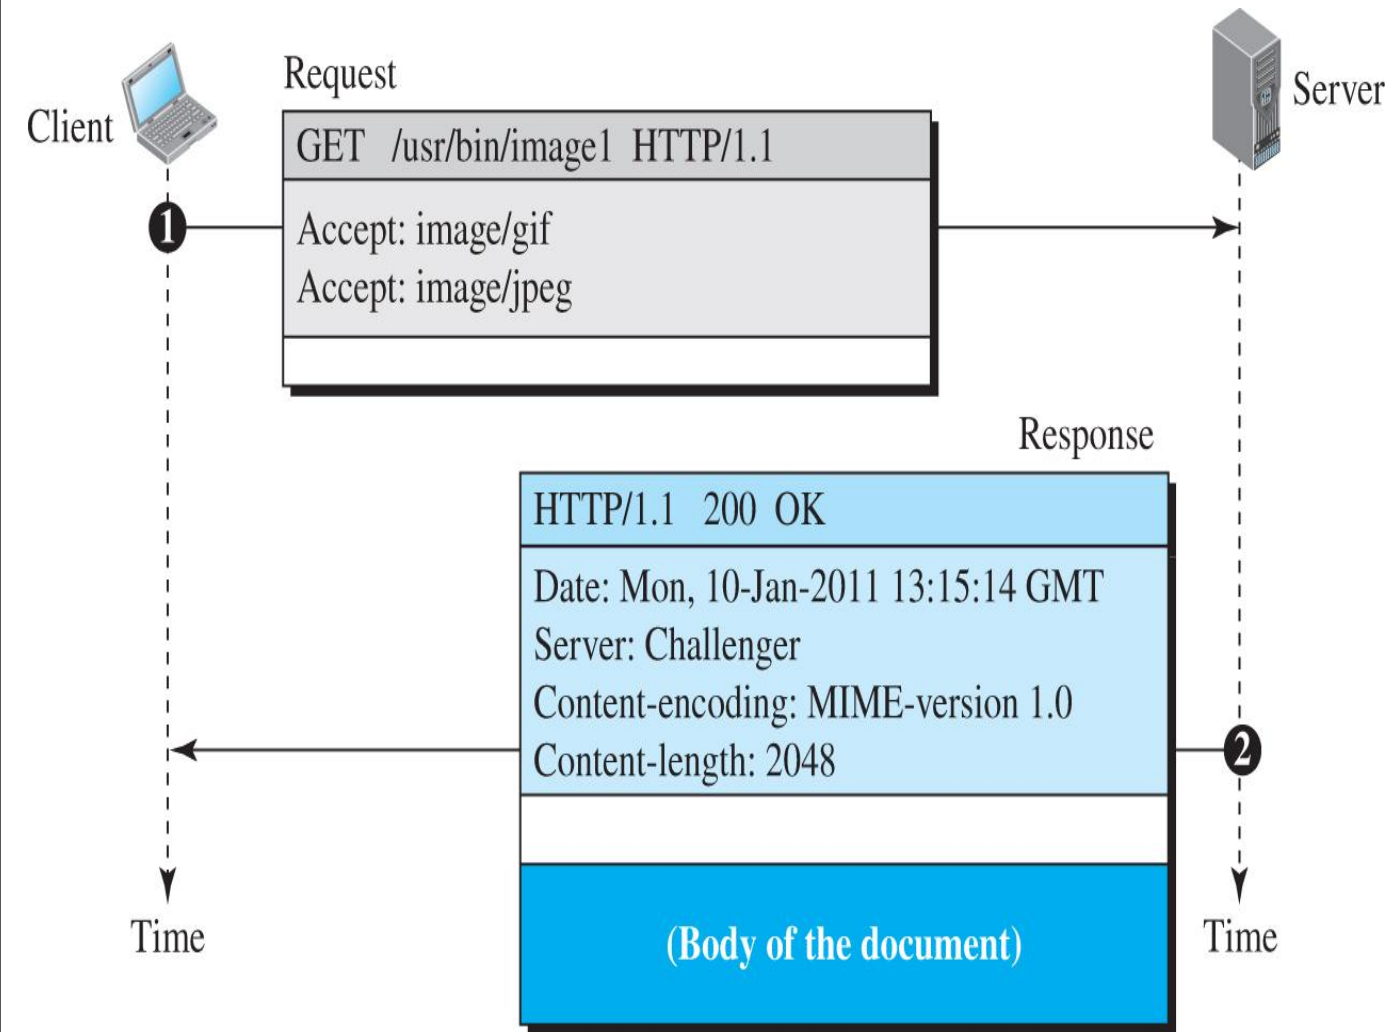 Client
Request
Server
GET /usr/bin/image1 HTTP/1.1
1
Accept: image/gif
Accept: image/jpeg
Response
HTTP/1.1 200 OK
Date: Mon, 10-Jan-2011 13:15:14 GMT
Server: Challenger
Content-encoding: MIME-version 1.0
Content-length: 2048
2
Time
(Body of the document)
Time